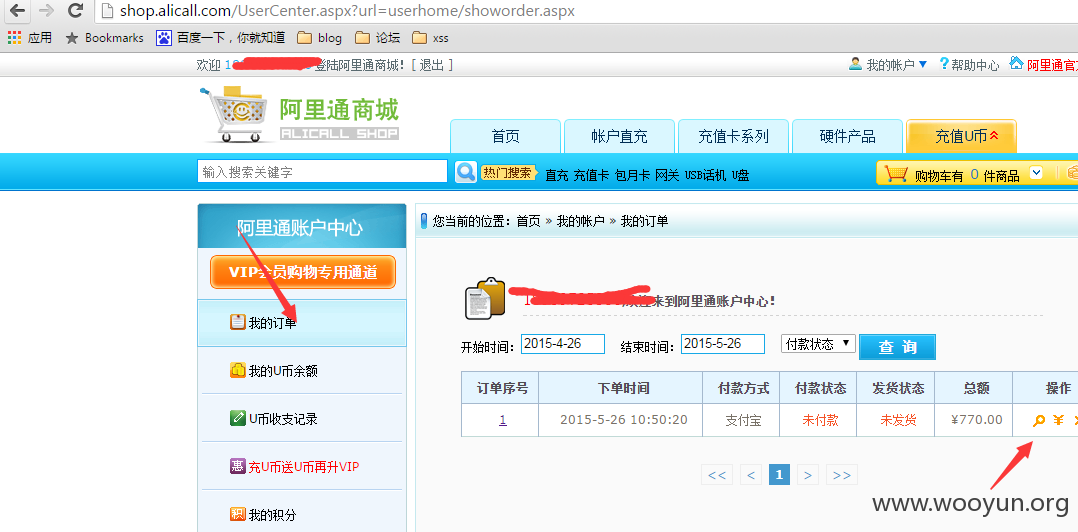 shop.alicall.com/UserCenter.aspx?url=userhome/showorder.aspx
应用 Bookmarks 百度一下，你就知道 blog 论坛 xss
欢迎 登陆阿里通商城! [ 退出 ] 我的帐户 帮助中心 阿里通官
阿里通商城
ALICALL SHOP
首页 帐户直充 充值卡系列 硬件产品 充值U币
输入搜索关键字 热门搜索 直充 充值卡 包月卡 网关 USB话机 U盘 购物车有 0 件商品
阿里通账户中心
VIP会员购物专用通道
我的订单
我的U币余额
U币收支记录
惠 充U币送U币再升VIP
积 我的积分
您当前的位置：首页 » 我的帐户 » 我的订单
来到阿里通账户中心!
开始时间： 2015-4-26 结束时间： 2015-5-26 付款状态 查 询
订单序号 下单时间 付款方式 付款状态 发货状态 总额 操作
1 2015-5-26 10:50:20 支付宝 未付款 未发货 ¥770.00 ¥
<< < 1 > >>
www.wooyun.org